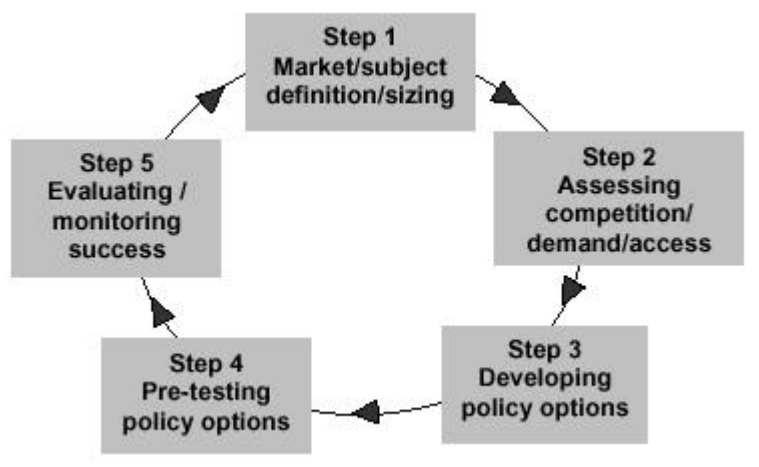 Step 1
Market/subject
definition/sizing
Step 2
Assessing
competition/
demand/access
Step 3
Developing
policy options
Step 4
Pre-testing
policy options
Step 5
Evaluating /
monitoring
success